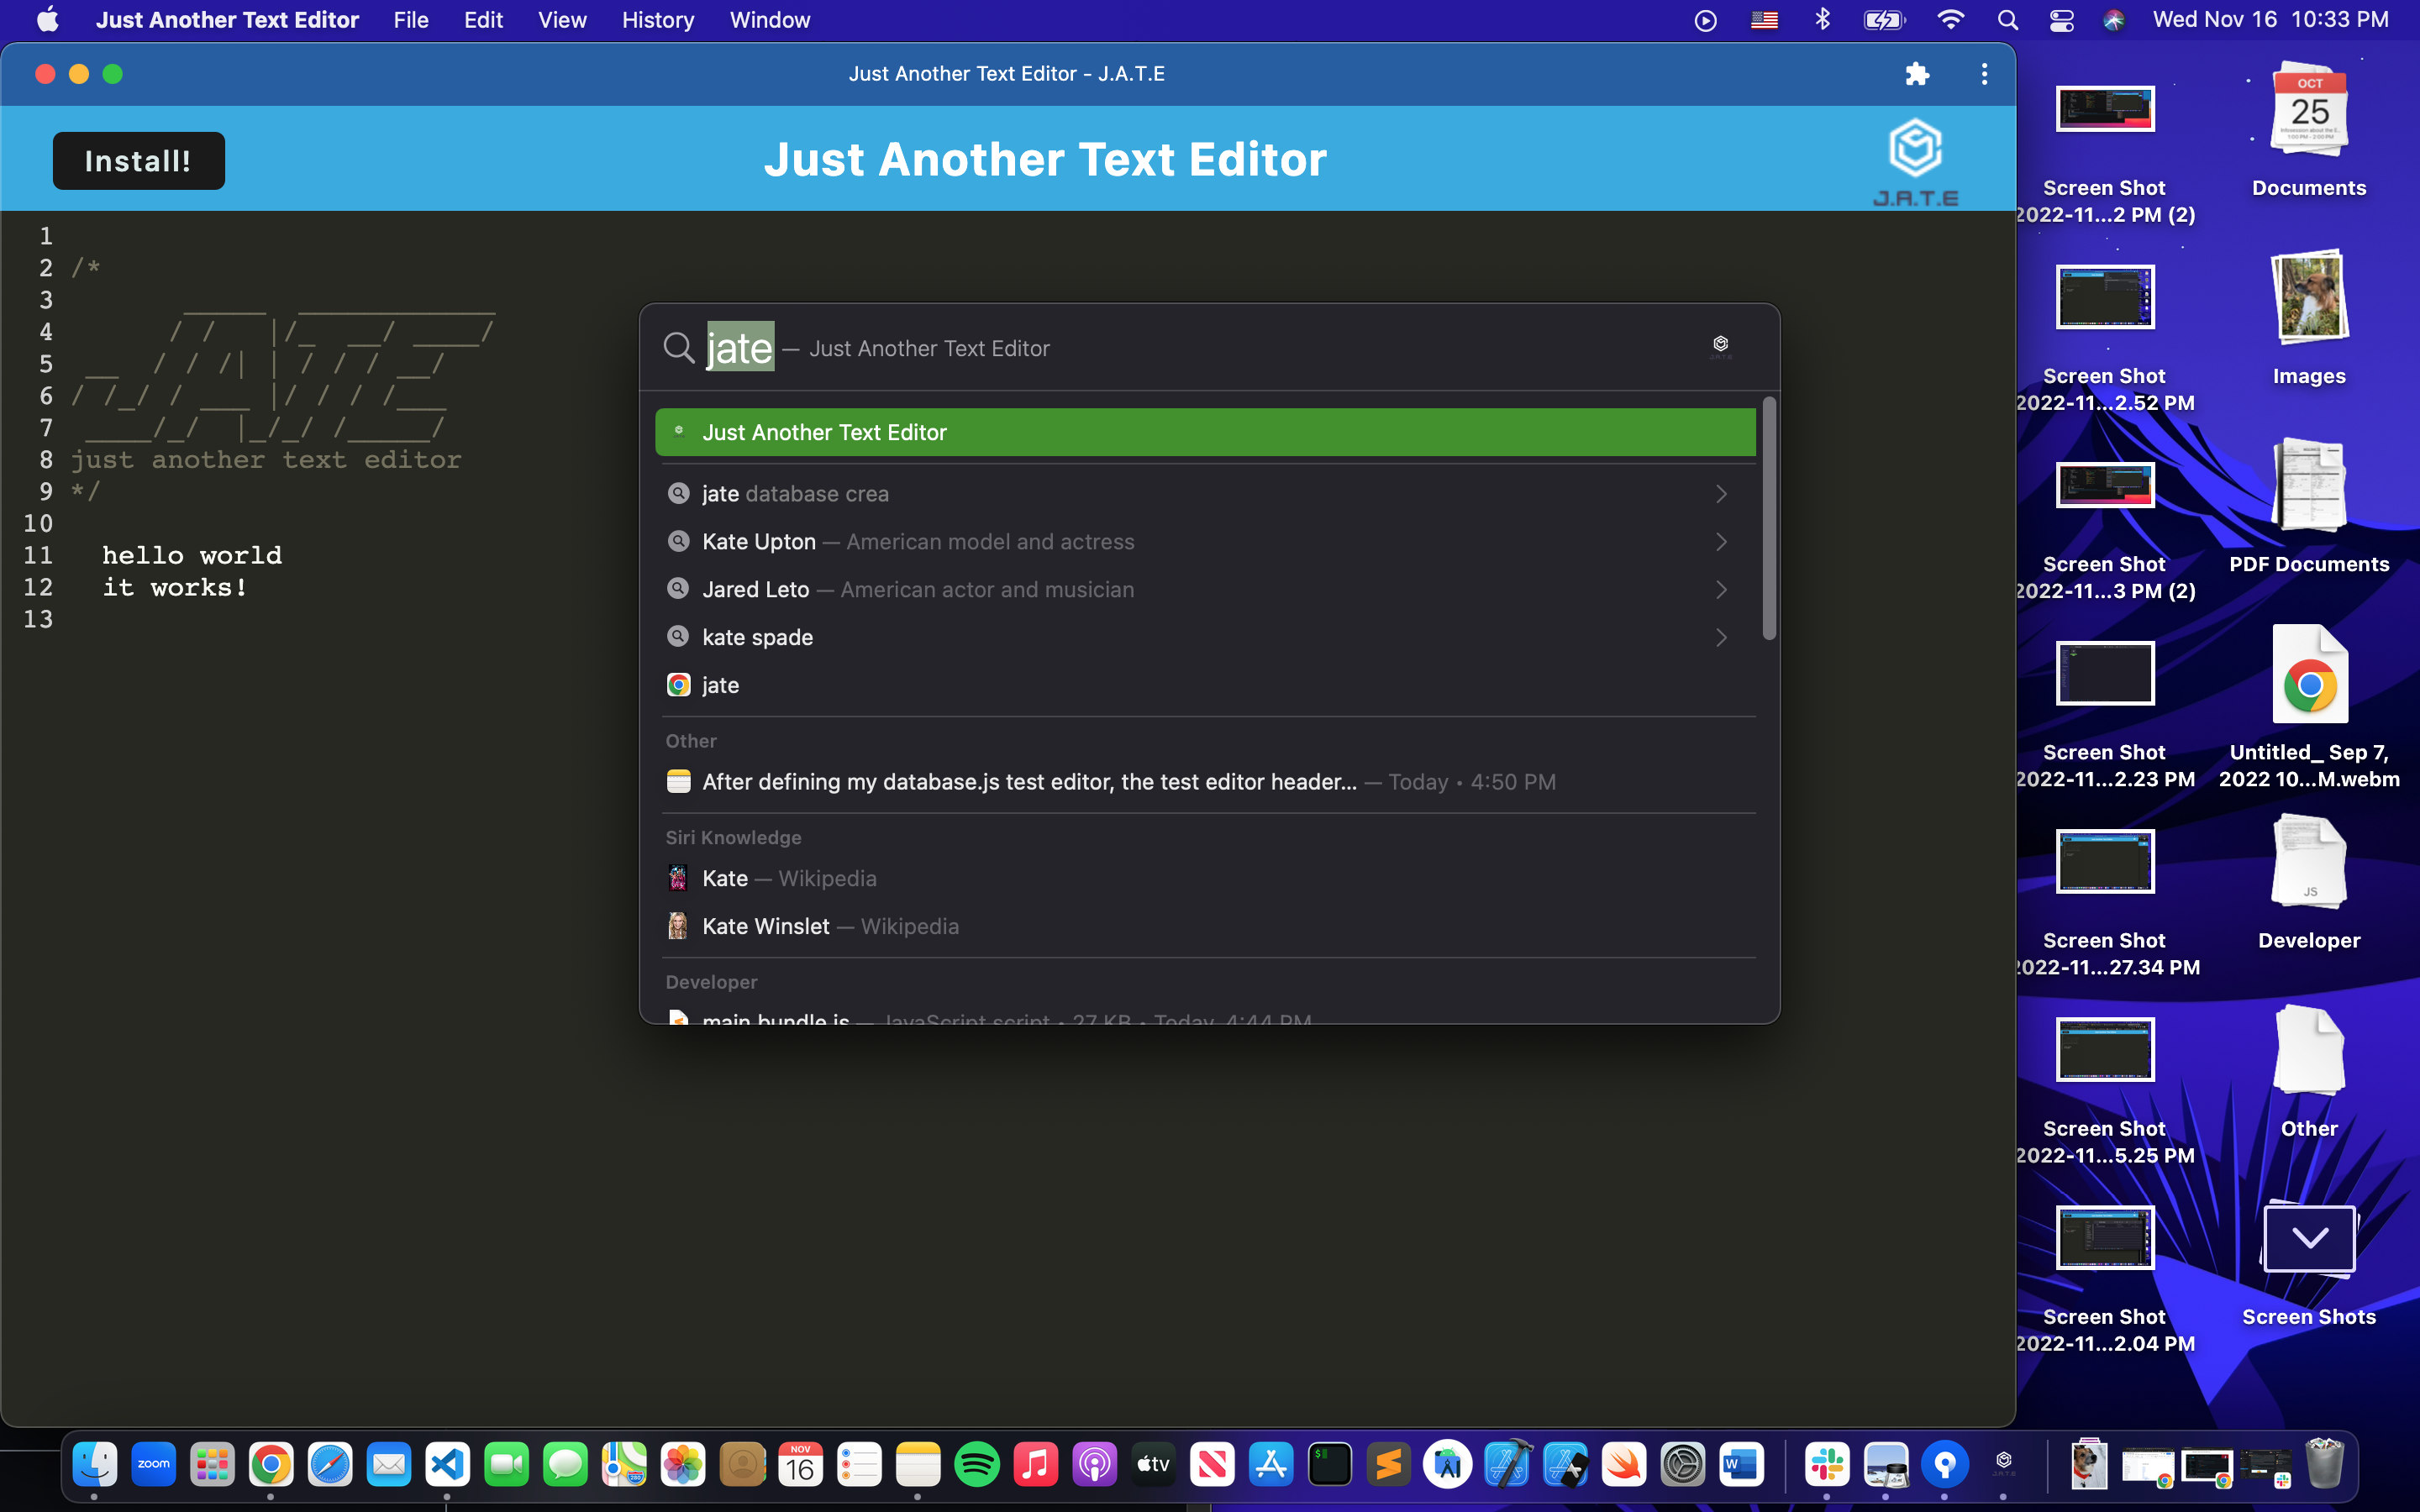 Just Another Text Editor File Edit View History Window Wed Nov 16 10:33 PM
Just Another Text Editor - J.A.T.E
Install!
Just Another Text Editor
J.A.T.E
1
2 /*
3
4
5
6
7
8 just another text editor
9 */
10
11 hello world
12 it works!
13
jate — Just Another Text Editor
Just Another Text Editor
jate database crea
Kate Upton — American model and actress
Jared Leto — American actor and musician
kate spade
jate
Other
After defining my database.js test editor, the test editor header... — Today • 4:50 PM
Siri Knowledge
Kate — Wikipedia
Kate Winslet — Wikipedia
Developer
main.bundle.js — JavaScript script • 27 KB • Today, 4:44 PM
Screen Shot
2022-11...2 PM (2)
Screen Shot
2022-11...2.52 PM
Screen Shot
2022-11...3 PM (2)
Screen Shot
2022-11...2.23 PM
Screen Shot
2022-11...27.34 PM
Screen Shot
2022-11...5.25 PM
Screen Shot
2022-11...2.04 PM
OCT
25
Documents
Images
PDF Documents
Untitled_ Sep 7,
2022 10...M.webm
JS
Developer
Other
Screen Shots
zoom
NOV
16
280
tv
$
W